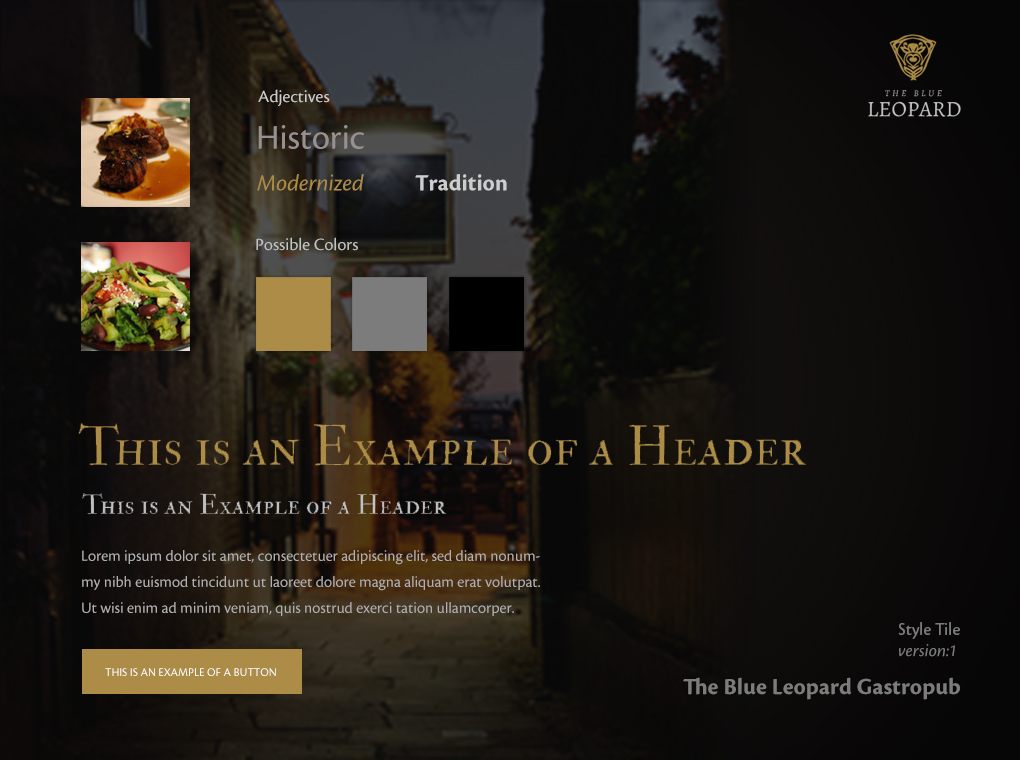 THE BLUE
LEOPARD
Adjectives
Historic
Modernized
Tradition
Possible Colors
This is an Example of a Header
This is an Example of a Header
Lorem ipsum dolor sit amet, consectetuer adipiscing elit, sed diam nonum-
my nibh euismod tincidunt ut laoreet dolore magna aliquam erat volutpat.
Ut wisi enim ad minim veniam, quis nostrud exerci tation ullamcorper.
THIS IS AN EXAMPLE OF A BUTTON
Style Tile
version:1
The Blue Leopard Gastropub